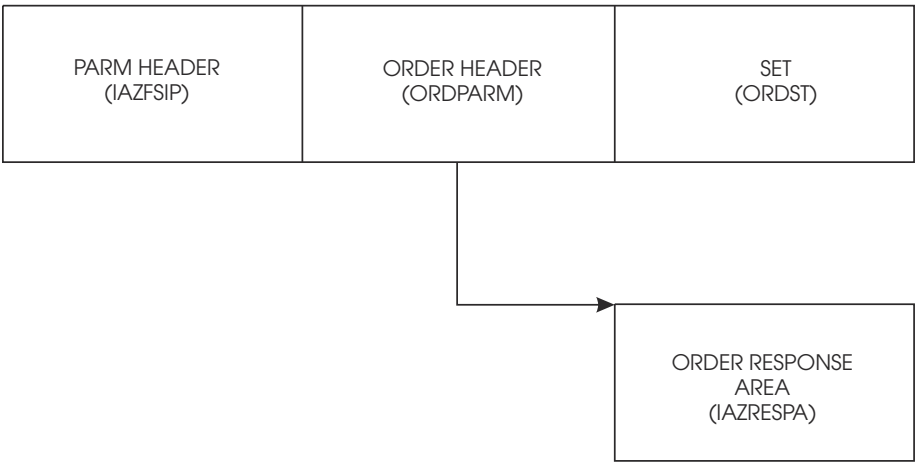 PARM HEADER
(IAZFSIP)
ORDER HEADER
(ORDPARM)
SET
(ORDST)
ORDER RESPONSE
AREA
(IAZRESPA)